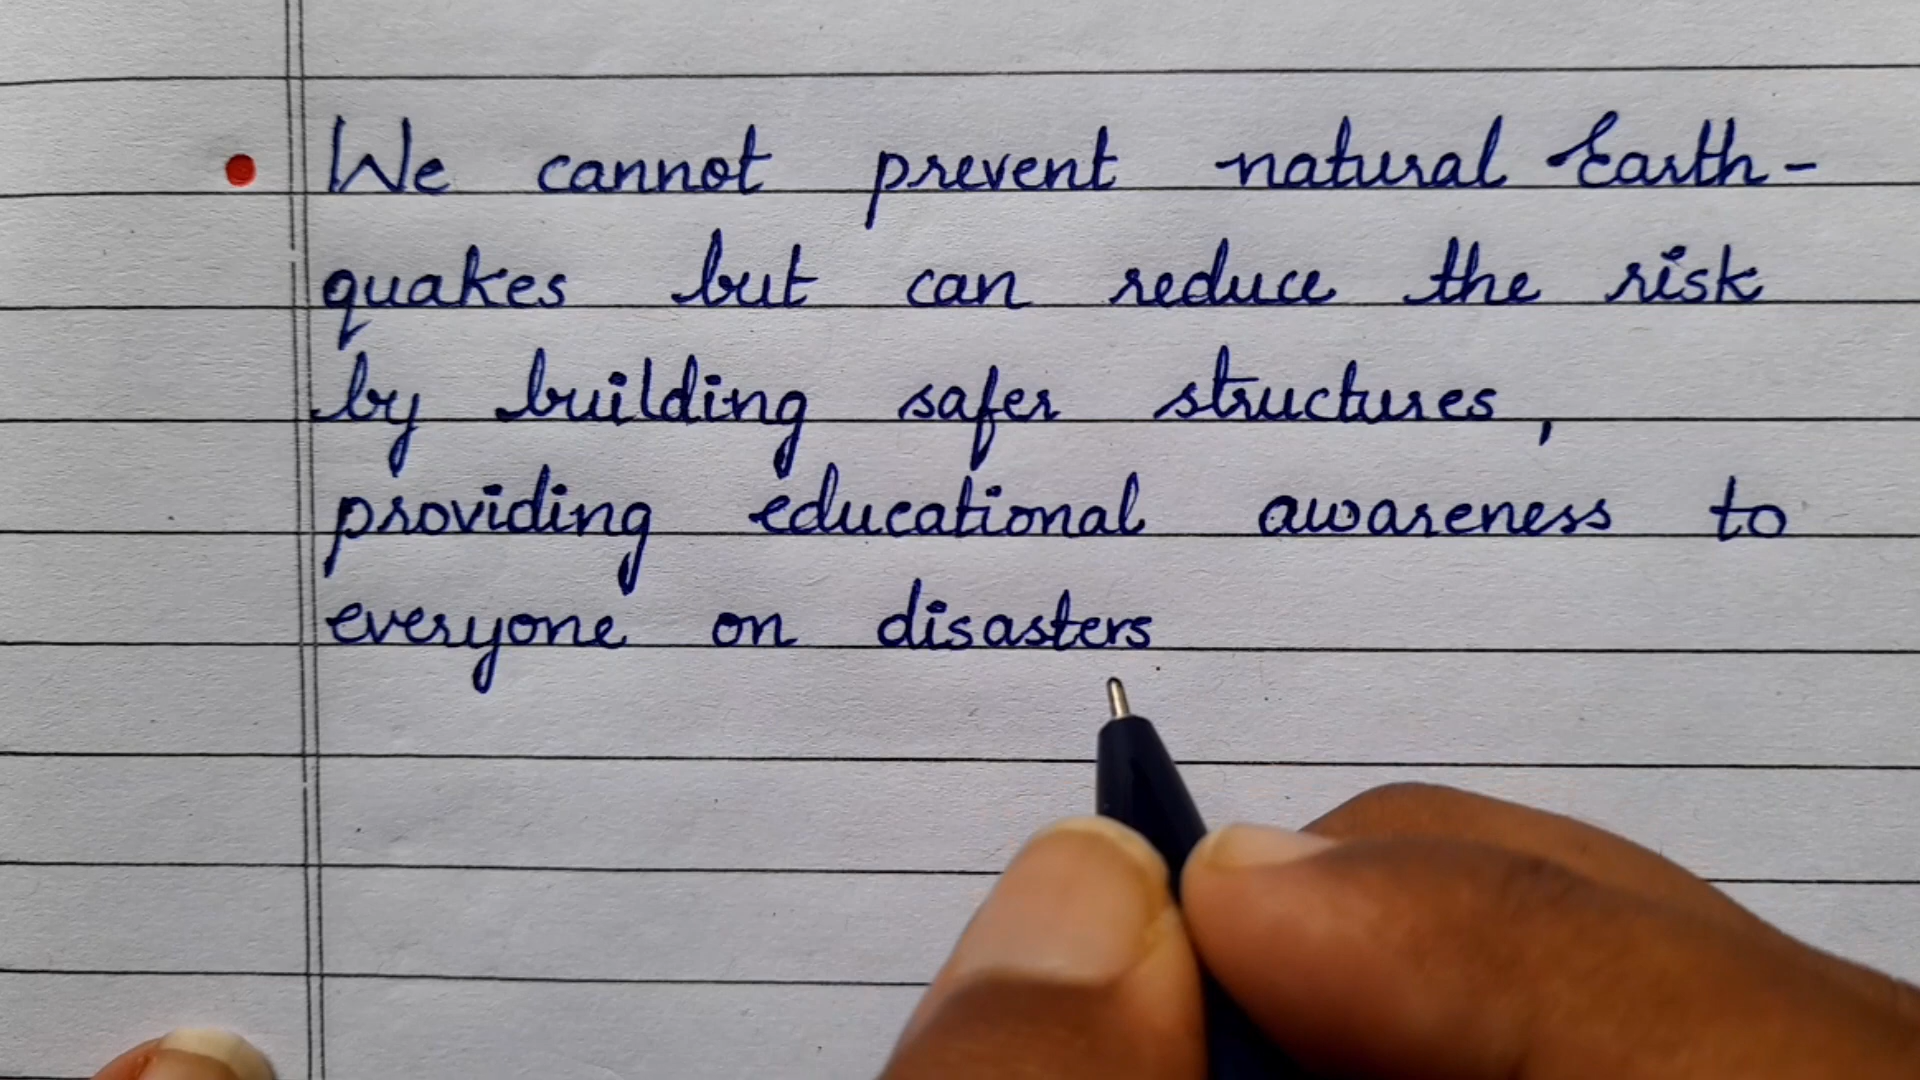 We cannot prevent natural Earth-
quakes but can reduce the risk
by building safer structures,
providing educational awareness to
everyone on disasters